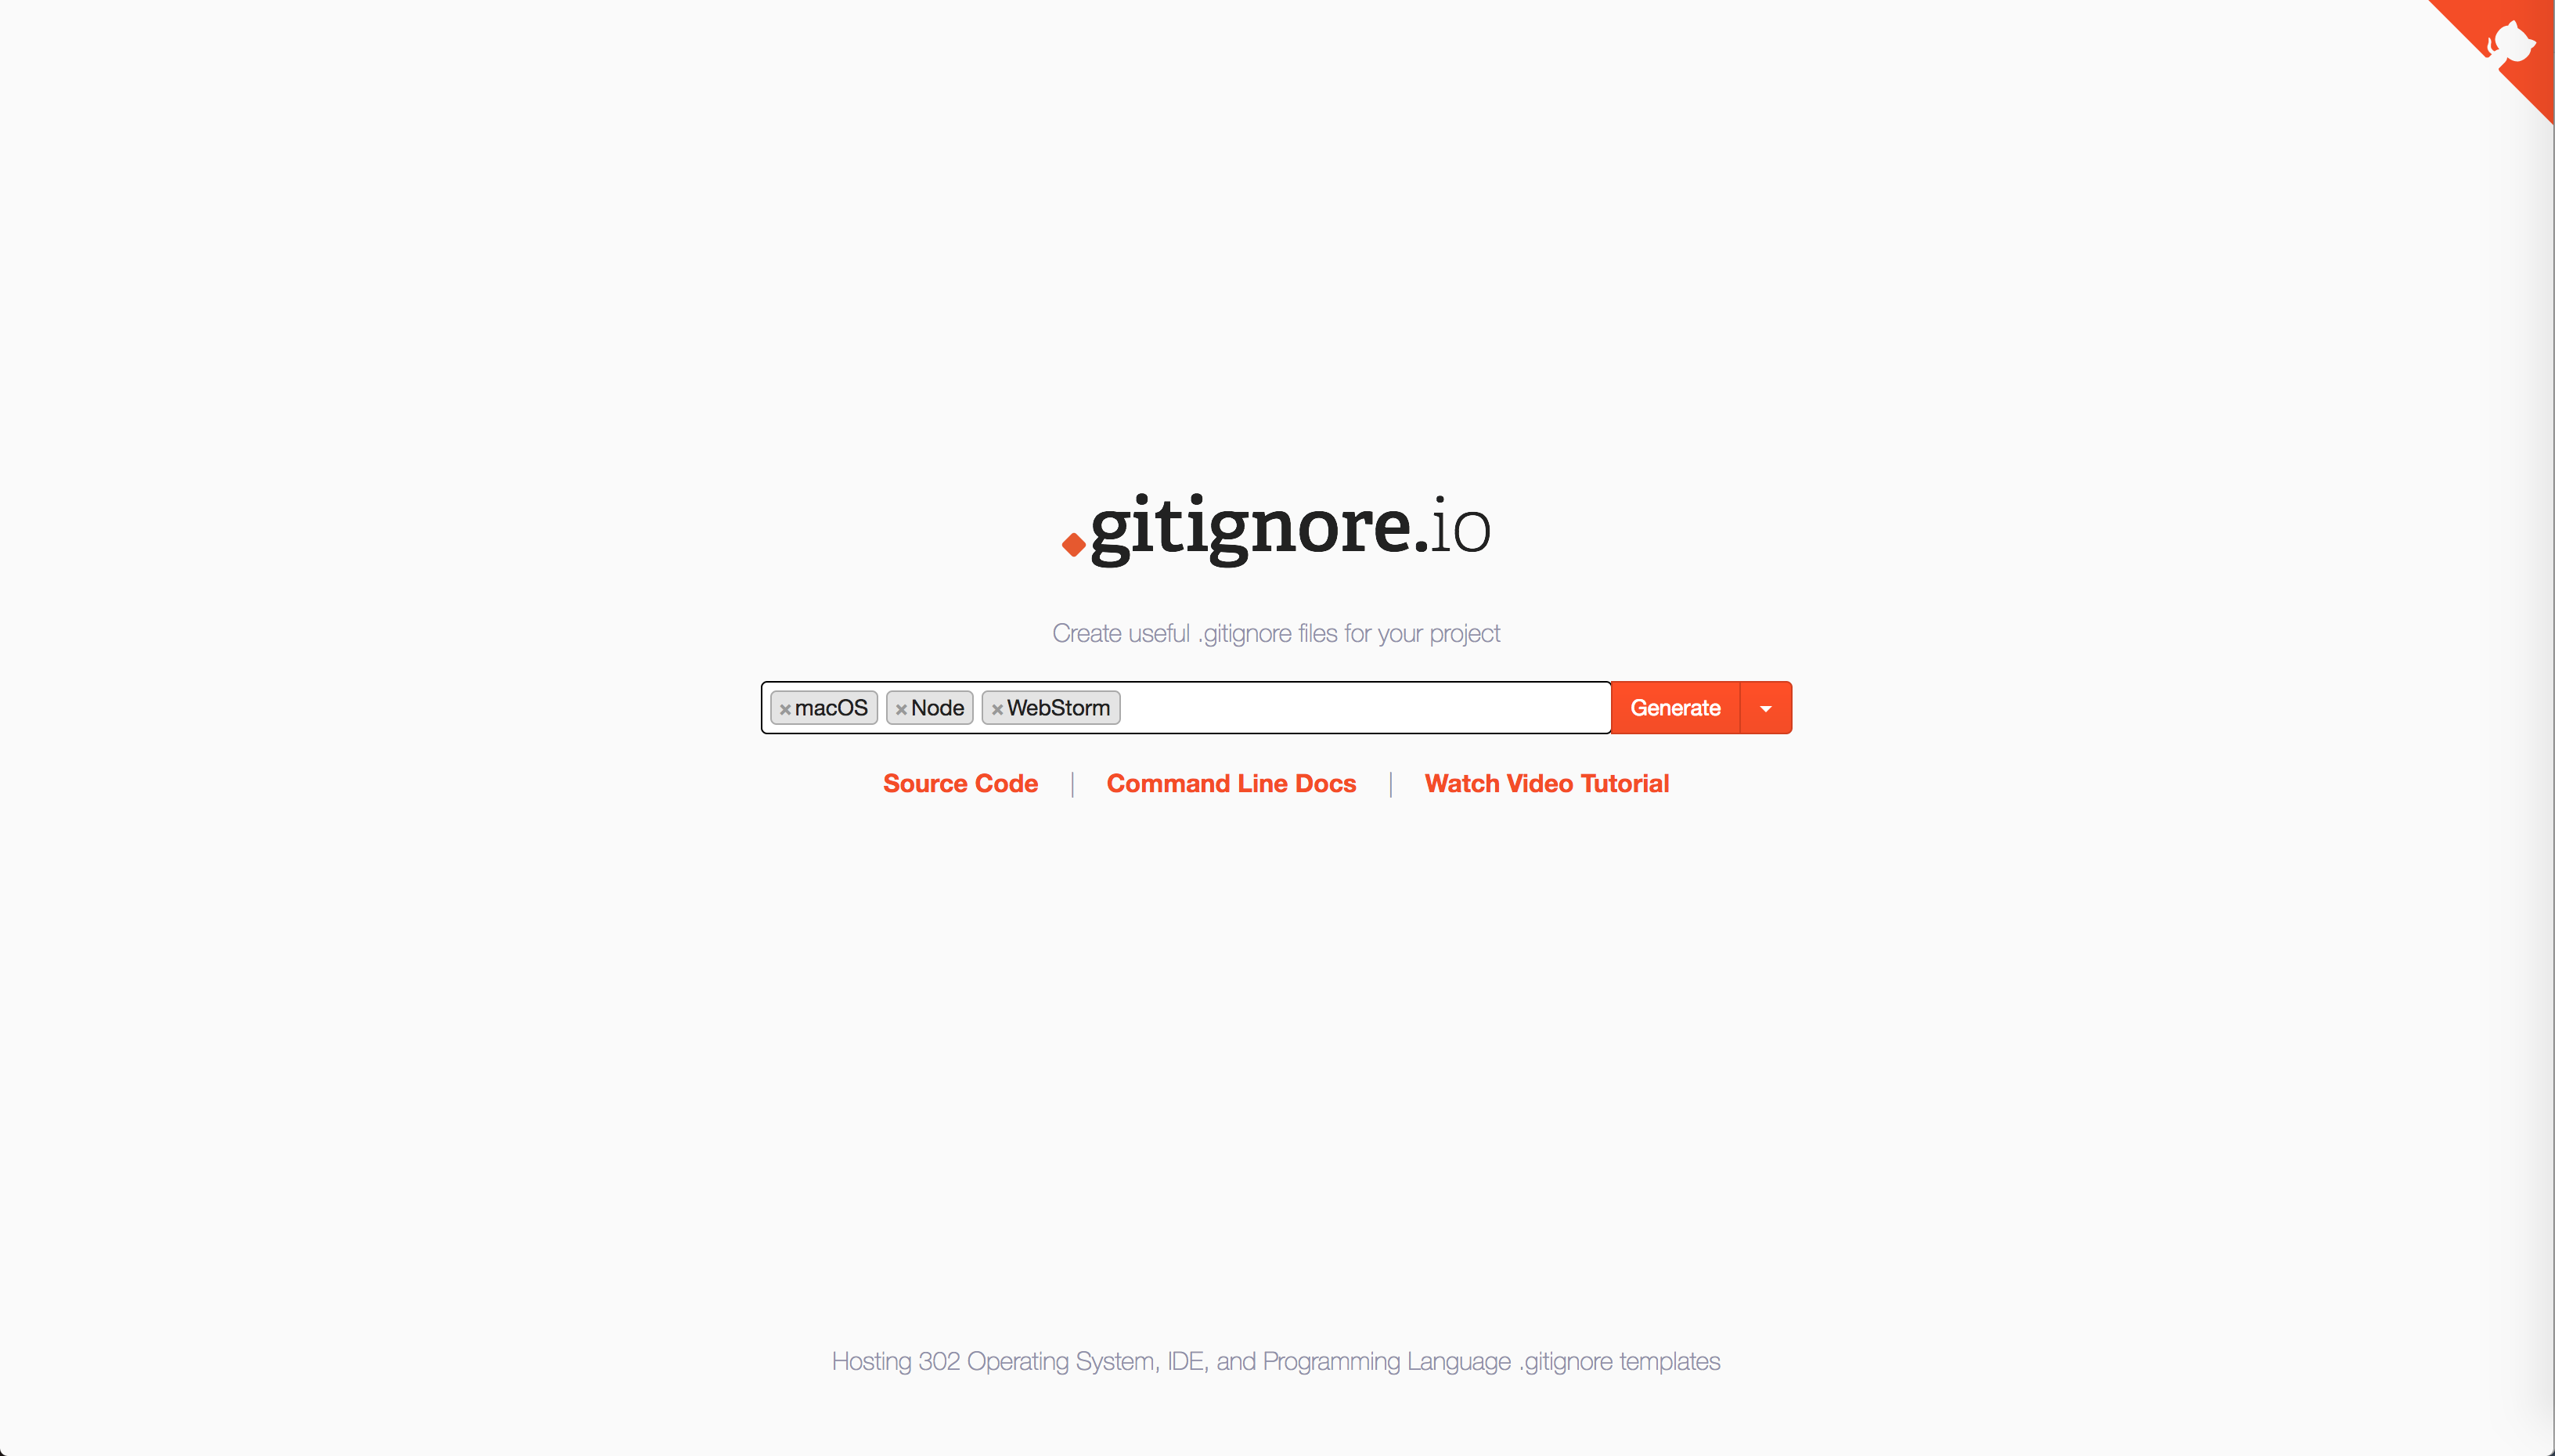 .gitignore.io
Create useful .gitignore files for your project
×macOS ×Node ×WebStorm Generate
Source Code | Command Line Docs | Watch Video Tutorial
Hosting 302 Operating System, IDE, and Programming Language .gitignore templates